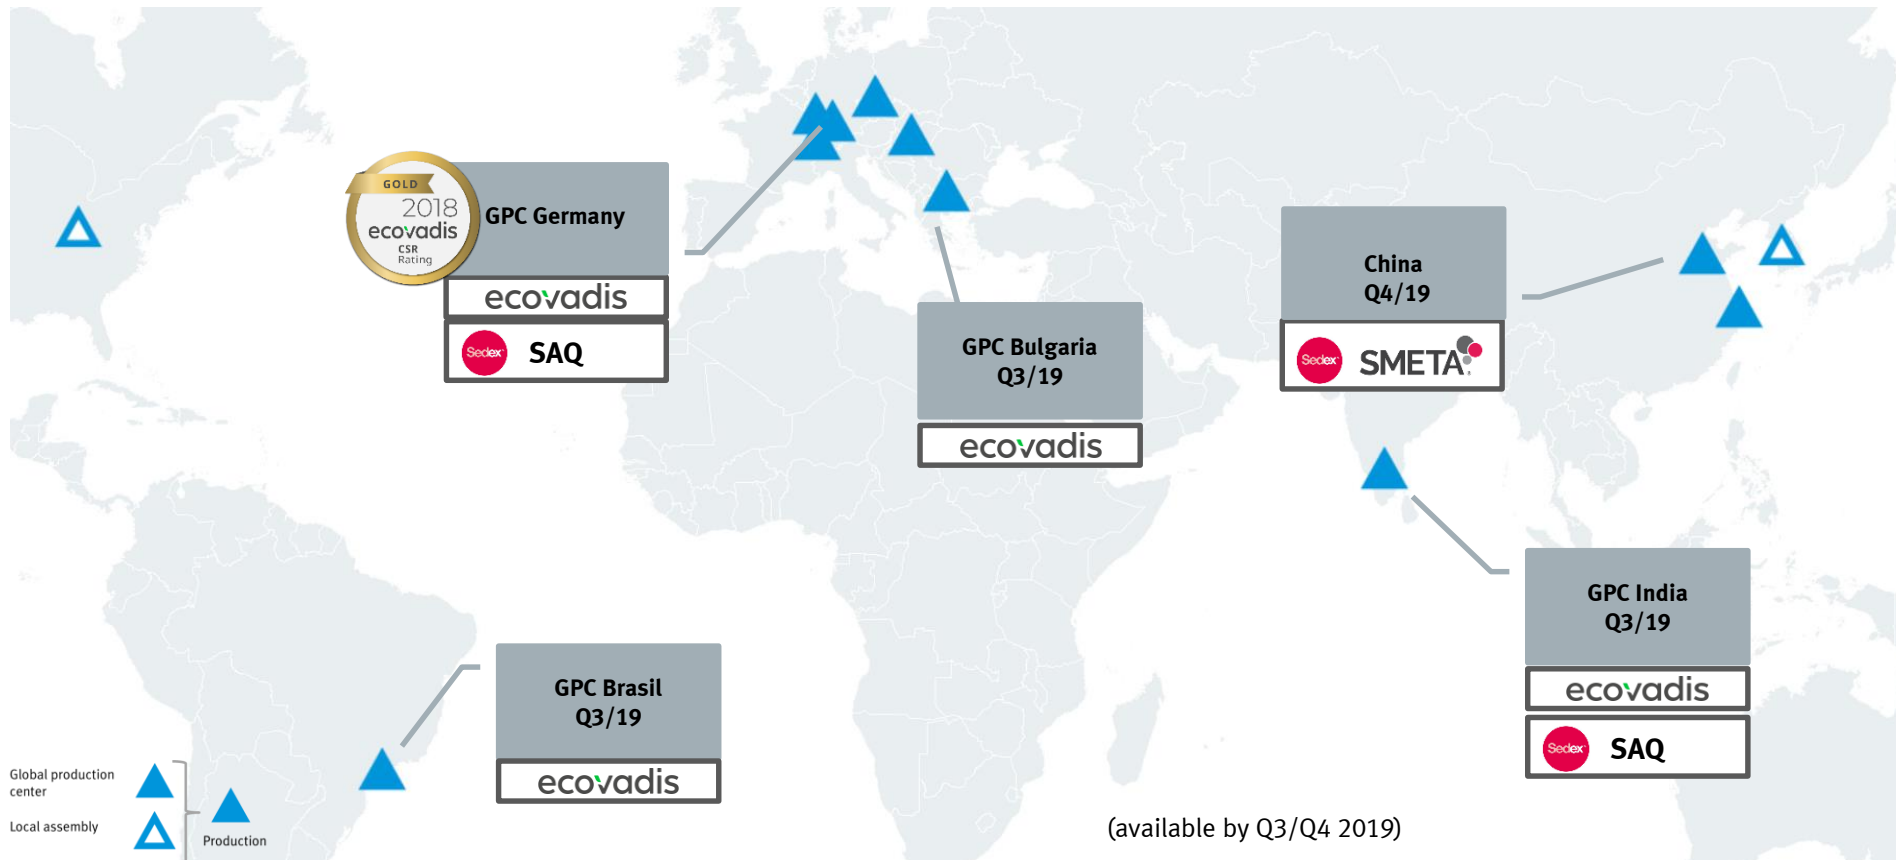 GOLD
2018
ecovadis
CSR
Rating
GPC Germany
ecovadis
Sedex
SAQ
GPC Bulgaria
Q3/19
ecovadis
China
Q4/19
Sedex
SMETA
GPC India
Q3/19
ecovadis
Sedex
SAQ
GPC Brasil
Q3/19
ecovadis
Global production
center
Local assembly
Production
(available by Q3/Q4 2019)